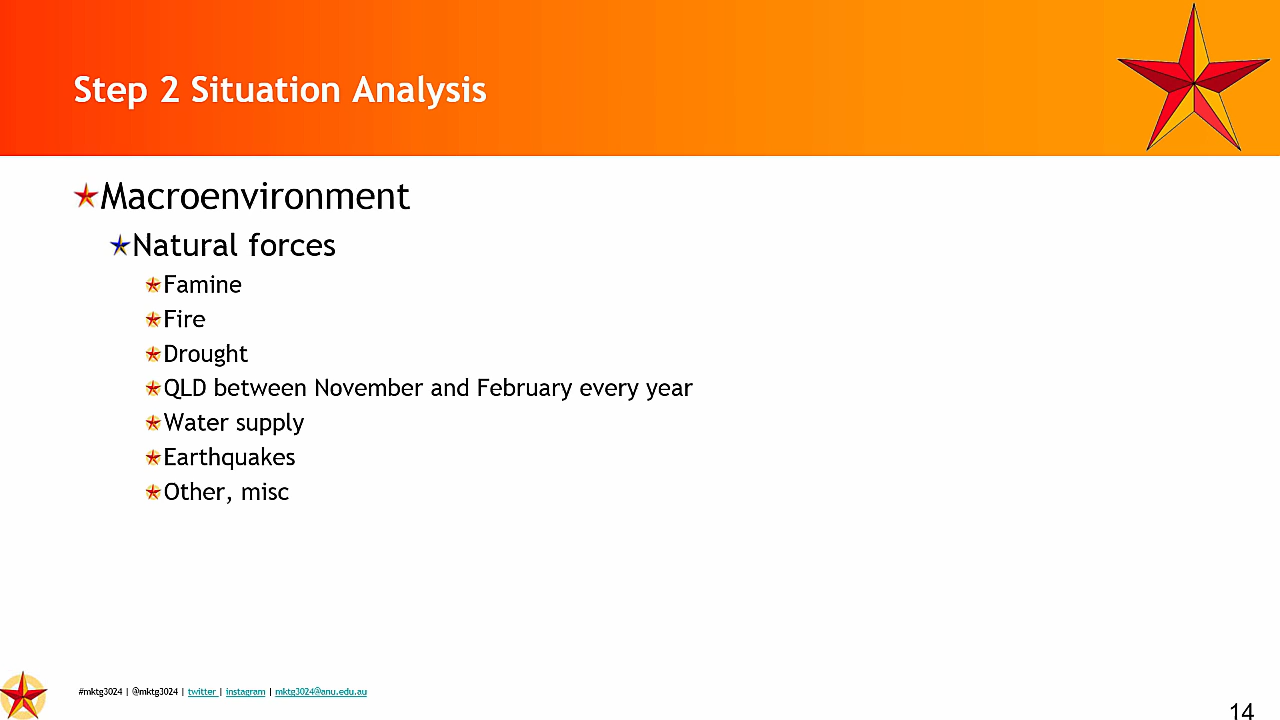 Step 2 Situation Analysis
Macroenvironment
Natural forces
Famine
Fire
Drought
QLD between November and February every year
Water supply
Earthquakes
Other, misc
#mktg3024 | @mktg3024 | twitter | instagram | mktg3024@anu.edu.au
14